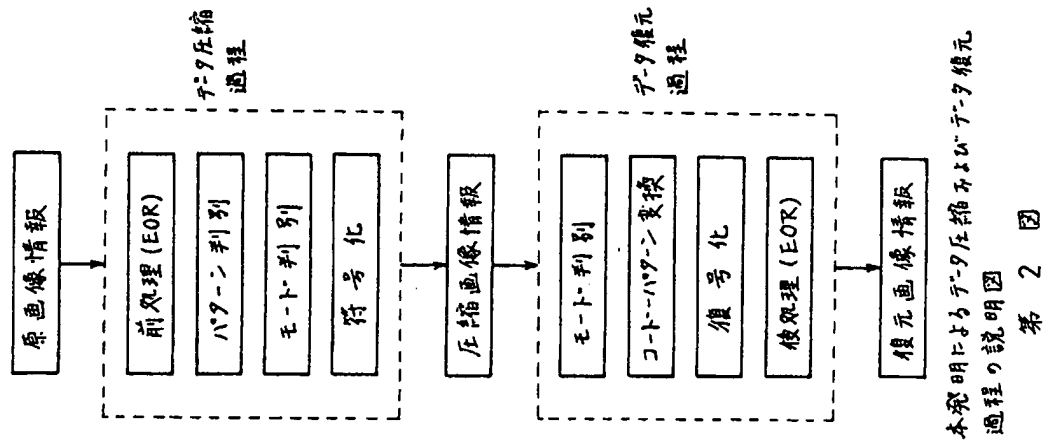 原画像情報
データ圧縮
過程
前処理(EOR)
パターン判別
モード判別
符号化
圧縮画像情報
データ復元
過程
モード判別
コード-パターン変換
復号化
後処理(EOR)
復元画像情報
本発明によるデータ圧縮およびデータ復元
過程の説明図
第 2 図